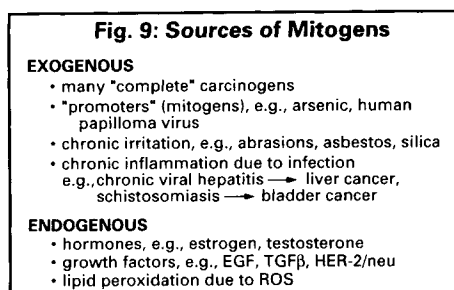 Fig. 9: Sources of Mitogens
EXOGENOUS
• many "complete" carcinogens
• "promoters" (mitogens), e.g., arsenic, human
papilloma virus
• chronic irritation, e.g., abrasions, asbestos, silica
• chronic inflammation due to infection
e.g.,chronic viral hepatitis → liver cancer,
schistosomiasis → bladder cancer
ENDOGENOUS
• hormones, e.g., estrogen, testosterone
• growth factors, e.g., EGF, TGFβ, HER-2/neu
• lipid peroxidation due to ROS